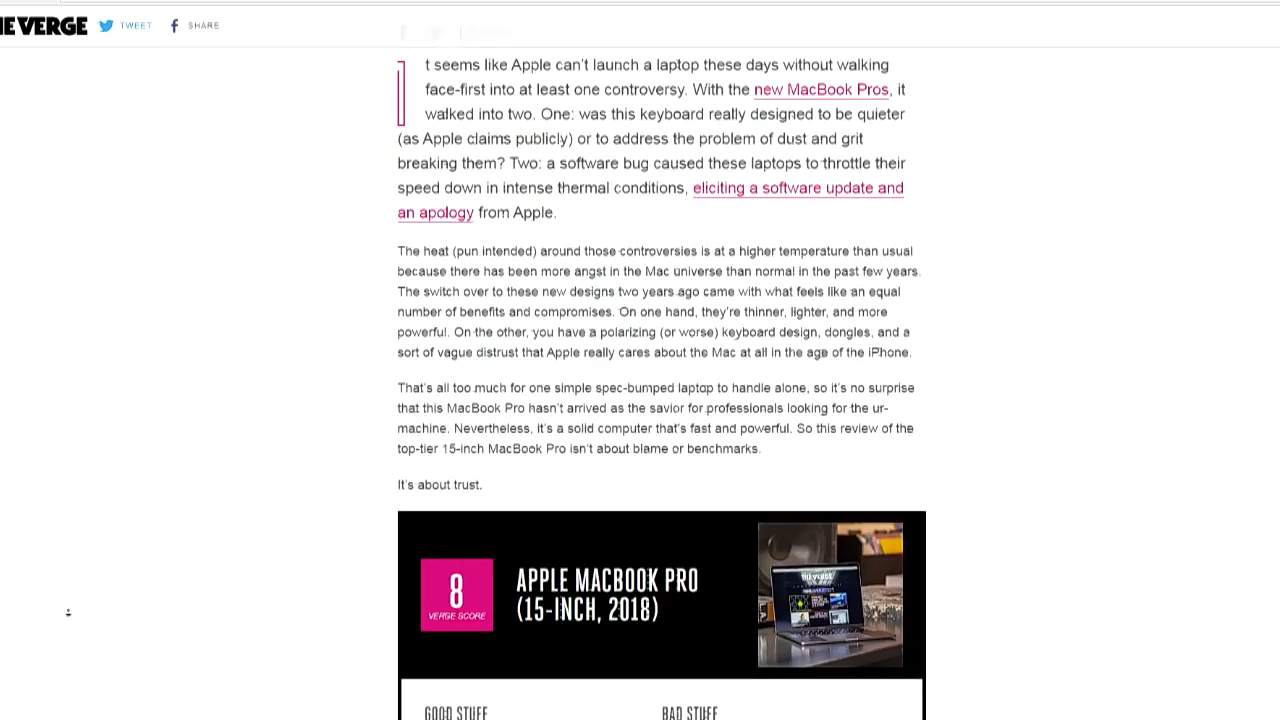 HE VERGE TWEET SHARE
It seems like Apple can't launch a laptop these days without walking
face-first into at least one controversy. With the new MacBook Pros, it
walked into two. One: was this keyboard really designed to be quieter
(as Apple claims publicly) or to address the problem of dust and grit
breaking them? Two: a software bug caused these laptops to throttle their
speed down in intense thermal conditions, eliciting a software update and
an apology from Apple.
The heat (pun intended) around those controversies is at a higher temperature than usual
because there has been more angst in the Mac universe than normal in the past few years.
The switch over to these new designs two years ago came with what feels like an equal
number of benefits and compromises. On one hand, they're thinner, lighter, and more
powerful. On the other, you have a polarizing (or worse) keyboard design, dongles, and a
sort of vague distrust that Apple really cares about the Mac at all in the age of the iPhone.
That's all too much for one simple spec-bumped laptop to handle alone, so it's no surprise
that this MacBook Pro hasn't arrived as the savior for professionals looking for the ur-
machine. Nevertheless, it's a solid computer that's fast and powerful. So this review of the
top-tier 15-inch MacBook Pro isn't about blame or benchmarks.
It's about trust.
8
VERGE SCORE
APPLE MACBOOK PRO
(15-INCH, 2018)
THE VERGE
GOOD STUFF BAD STUFF